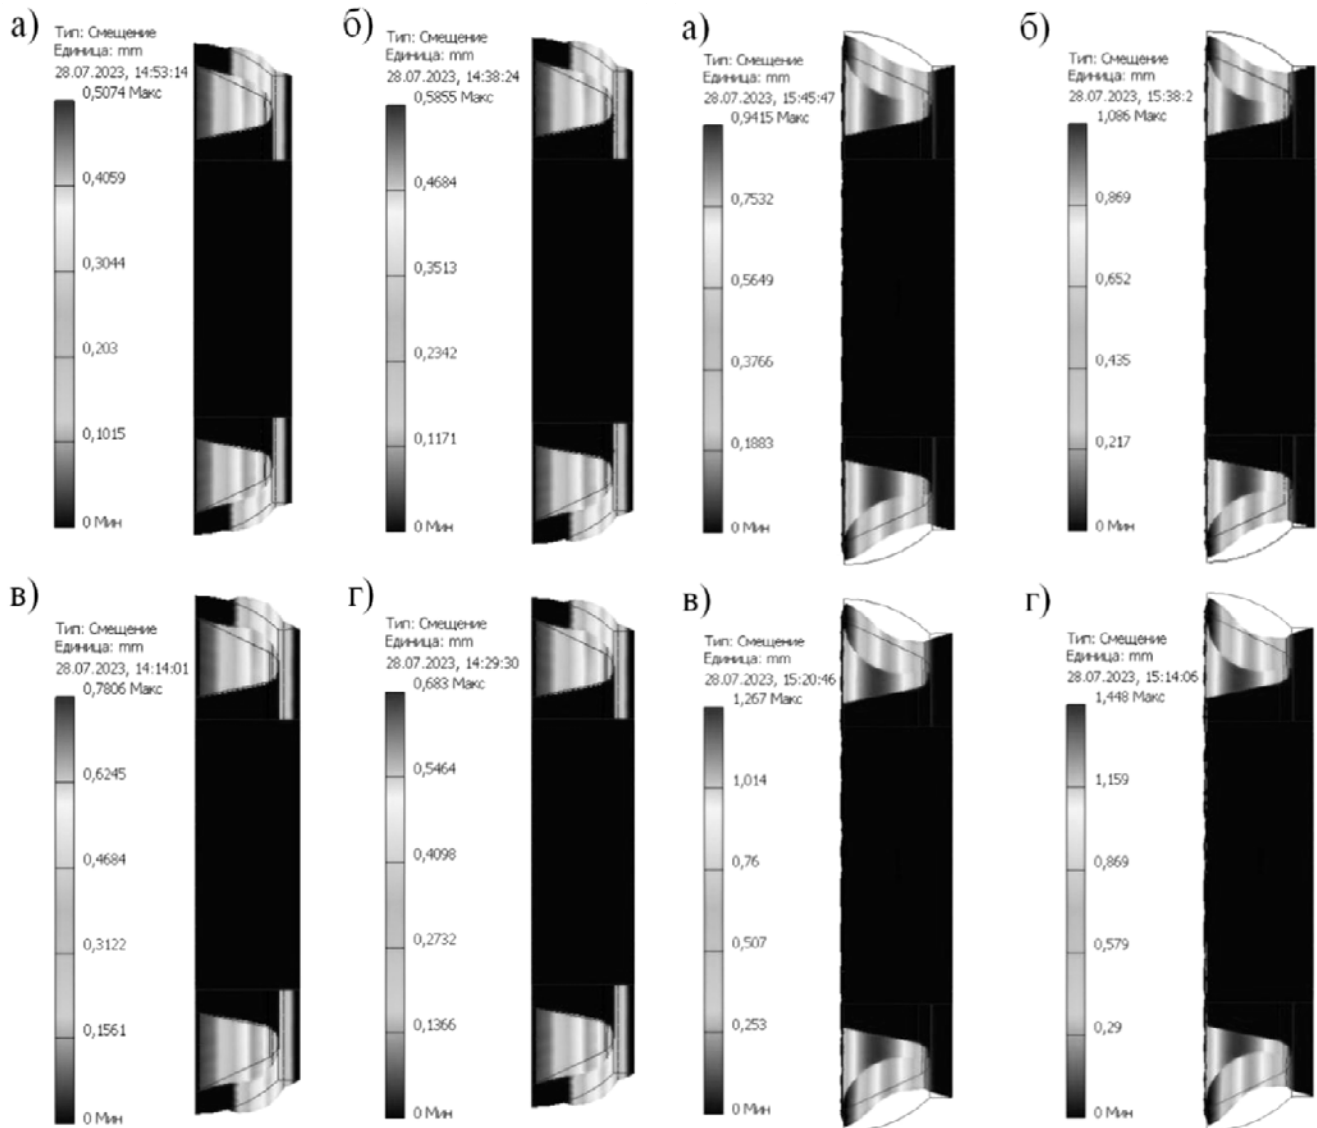 а)
Тип: Смещение
Единица: mm
28.07.2023, 14:53:14
0,5074 Макс
0,4059
0,3044
0,203
0,1015
0 Мин
б)
Тип: Смещение
Единица: mm
28.07.2023, 14:38:24
0,5855 Макс
0,4684
0,3513
0,2342
0,1171
0 Мин
а)
Тип: Смещение
Единица: mm
28.07.2023, 15:45:47
0,9415 Макс
0,7532
0,5649
0,3766
0,1883
0 Мин
б)
Тип: Смещение
Единица: mm
28.07.2023, 15:38:2
1,086 Макс
0,869
0,652
0,435
0,217
0 Мин
в)
Тип: Смещение
Единица: mm
28.07.2023, 14:14:01
0,7806 Макс
0,6245
0,4684
0,3122
0,1561
0 Мин
г)
Тип: Смещение
Единица: mm
28.07.2023, 14:29:30
0,683 Макс
0,5464
0,4098
0,2732
0,1366
0 Мин
в)
Тип: Смещение
Единица: mm
28.07.2023, 15:20:46
1,267 Макс
1,014
0,76
0,507
0,253
0 Мин
г)
Тип: Смещение
Единица: mm
28.07.2023, 15:14:06
1,448 Макс
1,159
0,869
0,579
0,29
0 Мин